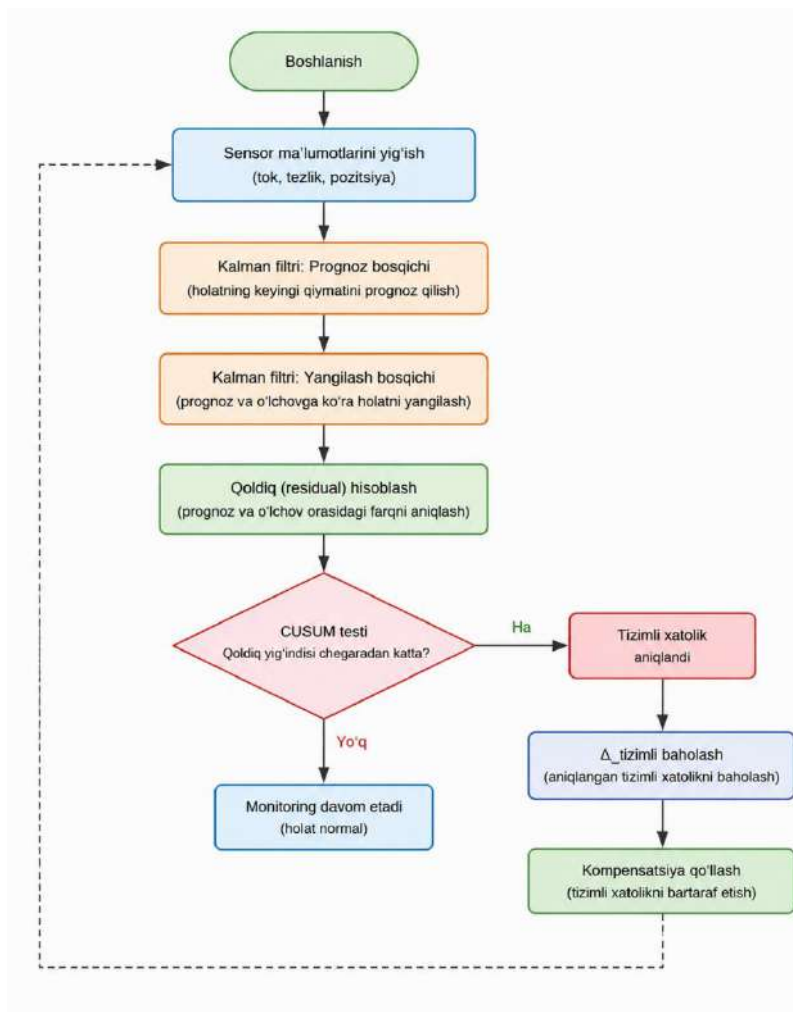 Boshlanish
Sensor ma'lumotlarini yig'ish
(tok, tezlik, pozitsiya)
Kalman filtri: Prognoz bosqichi
(holatning keyingi qiymatini prognoz qilish)
Kalman filtri: Yangilash bosqichi
(prognoz va o'lchovga ko'ra holatni yangilash)
Qoldiq (residual) hisoblash
(prognoz va o'lchov orasidagi farqni aniqlash)
CUSUM testi
Qoldiq yig'indisi chegaradan katta?
Ha
Tizimli xatolik
aniqlandi
Yo'q
Δ_tizimli baholash
(aniqlangan tizimli xatolikni baholash)
Monitoring davom etadi
(holat normal)
Kompensatsiya qo'llash
(tizimli xatolikni bartaraf etish)